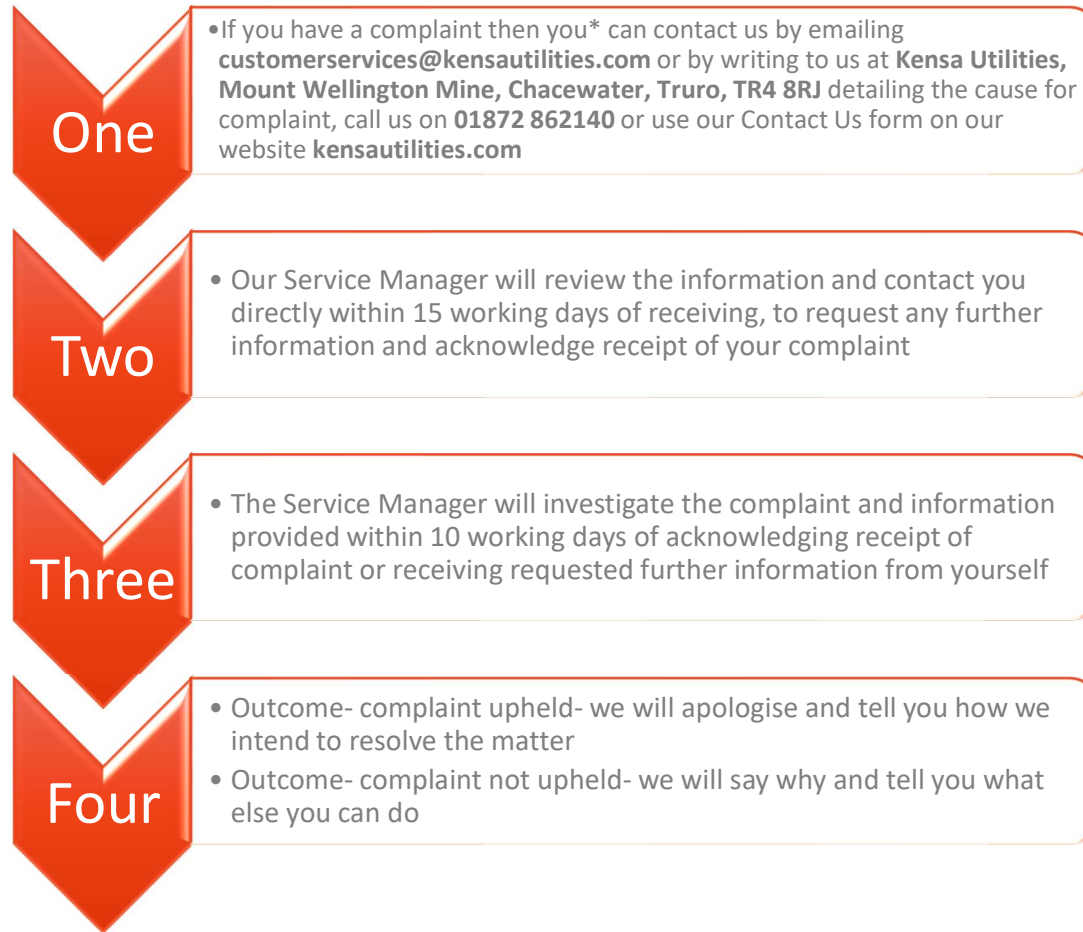 One
•If you have a complaint then you* can contact us by emailing
customerservices@kensautilities.com or by writing to us at Kensa Utilities,
Mount Wellington Mine, Chacewater, Truro, TR4 8RJ detailing the cause for
complaint, call us on 01872 862140 or use our Contact Us form on our
website kensautilities.com
Two
• Our Service Manager will review the information and contact you
directly within 15 working days of receiving, to request any further
information and acknowledge receipt of your complaint
Three
• The Service Manager will investigate the complaint and information
provided within 10 working days of acknowledging receipt of
complaint or receiving requested further information from yourself
Four
• Outcome- complaint upheld- we will apologise and tell you how we
intend to resolve the matter
• Outcome- complaint not upheld- we will say why and tell you what
else you can do